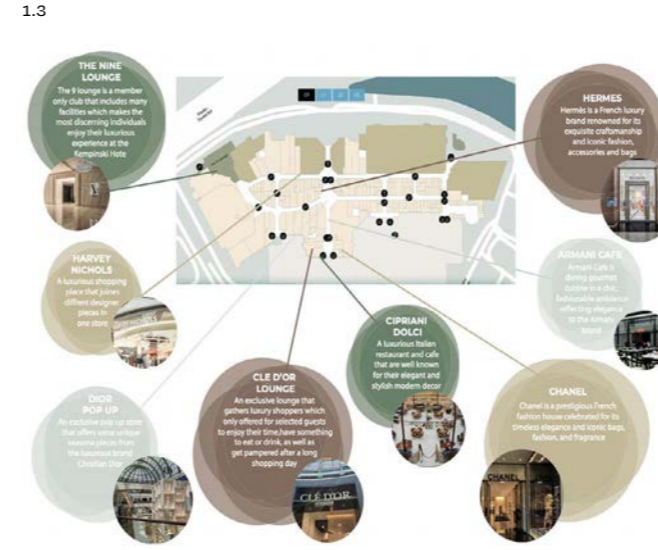 1.3
THE NINE
LOUNGE
The 9 lounge is a member
only club that includes many
facilities which makes the
most discerning individuals
enjoy their luxurious
experience at the
Kempinski Hote
HERMES
Hermès is a French luxury
brand renowned for its
exquisite craftsmanship
and iconic fashion,
accessories and bags
HARVEY
NICHOLS
A luxurious shopping
place that joines
diffrent designer
pieces in
one store
ARMANI CAFE
Armani Cafe is
dining gourmet
cuisine in a chic,
fashionable ambiance
reflecting elegance
to the Armani
brand
CIPRIANI
DOLCI
A luxurious Italian
restaurant and cafe
that are well known
for their elegant and
stylish modern decor
DIOR
POP UP
An exclusive pop up store
that offers some unique
seasons pieces from
the luxurious brand
Christian Dior
CLE D'OR
LOUNGE
An exclusive lounge that
gathers luxury shoppers which
only offered for selected guests
to enjoy their time,have something
to eat or drink, as well as
get pampered after a long
shopping day
CHANEL
Chanel is a prestigious French
fashion house celebrated for its
timeless elegance and iconic bags,
fashion, and fragrance
CLÉ D'OR
CHANEL